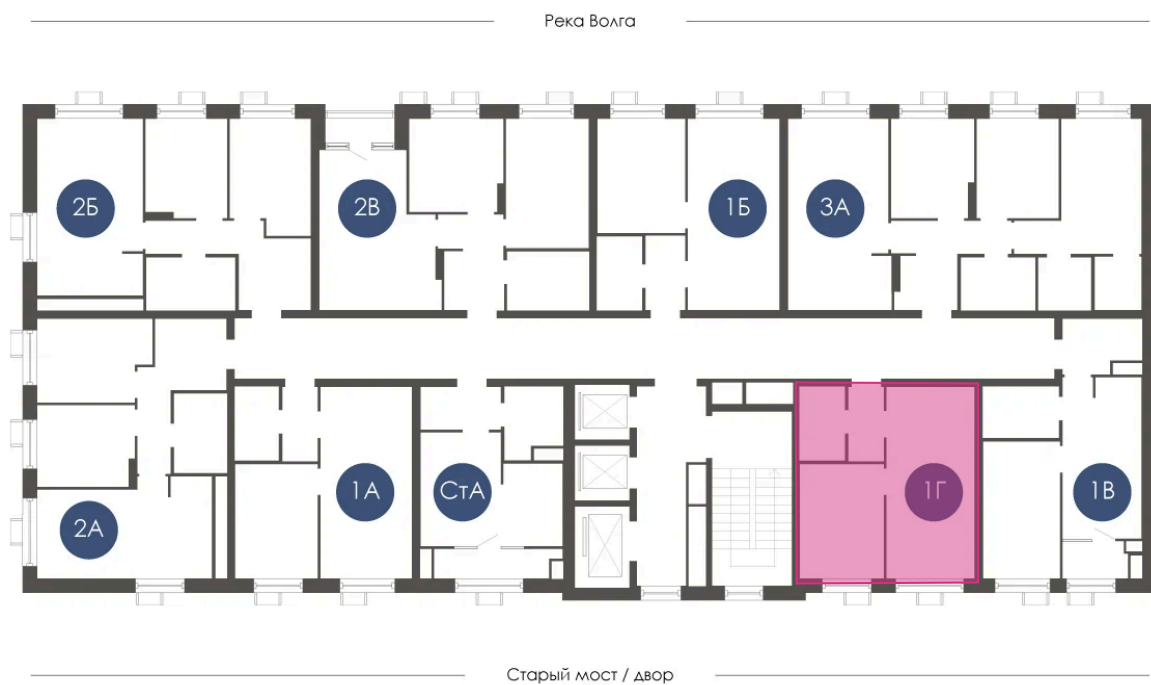 Река Волга
2Б
2В
1Б
3А
2А
1А
СтА
1Г
1В
Старый мост / двор